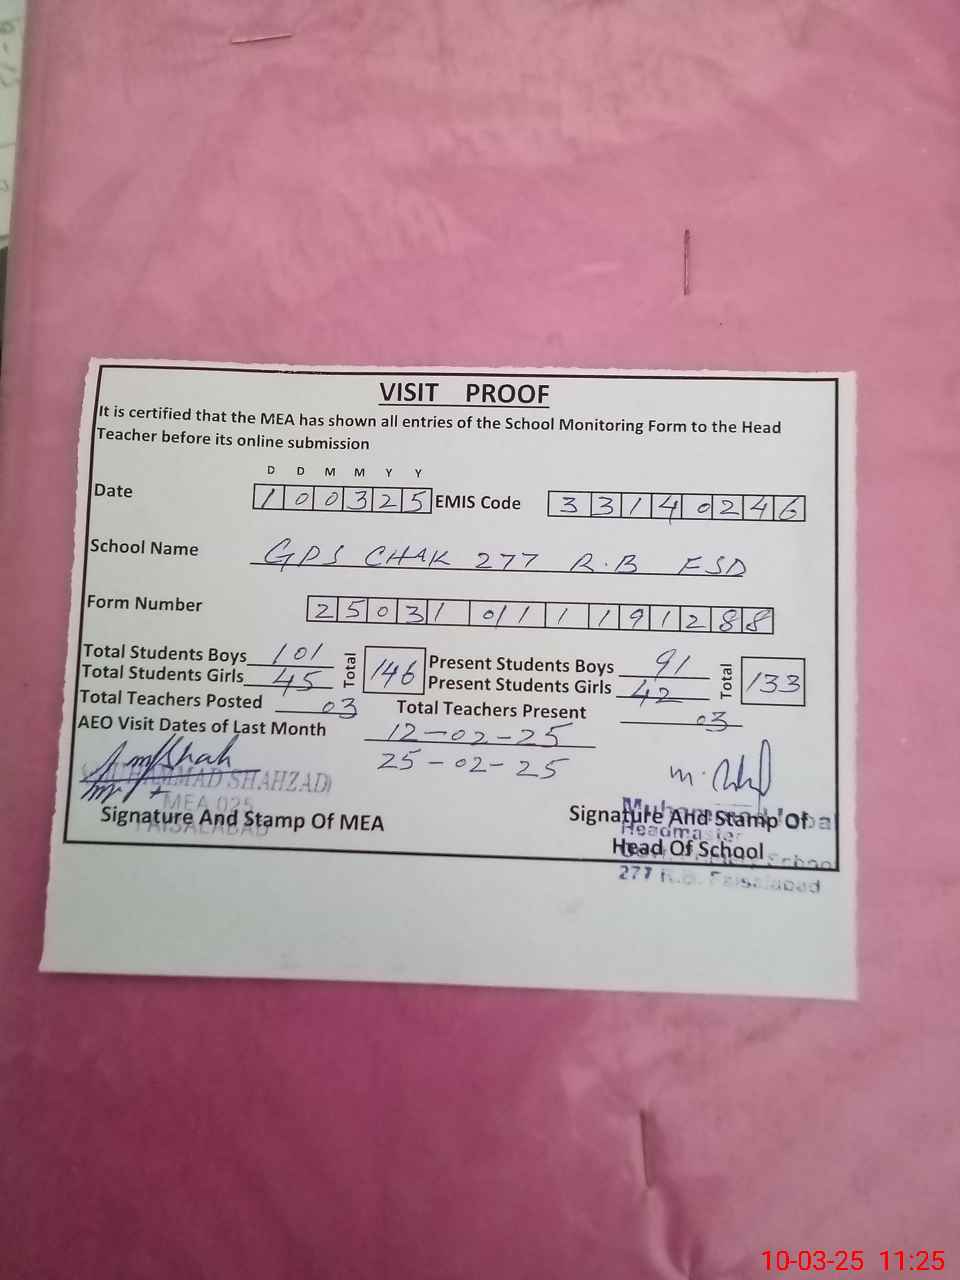 VISIT PROOF
It is certified that the MEA has shown all entries of the School Monitoring Form to the Head
Teacher before its online submission
D D M M Y Y
Date 1 0 0 3 2 5 EMIS Code 3 3 1 4 0 2 4 6
School Name GPS CHAK 277 R.B FSD
Form Number 2 5 0 3 1 0 1 1 1 1 9 1 2 8 8
Total Students Boys 101 Total 146 Present Students Boys 91 Total 133
Total Students Girls 45 Present Students Girls 42
Total Teachers Posted 03 Total Teachers Present 03
AEO Visit Dates of Last Month 12-02-25
25-02-25
MUHAMMAD SHAHZAD
MEA 025
FAISALABAD
Signature And Stamp Of MEA
Signature And Stamp Of
Headmaster
Head Of School
School
277 R.B. Faisalabad
10-03-25 11:25